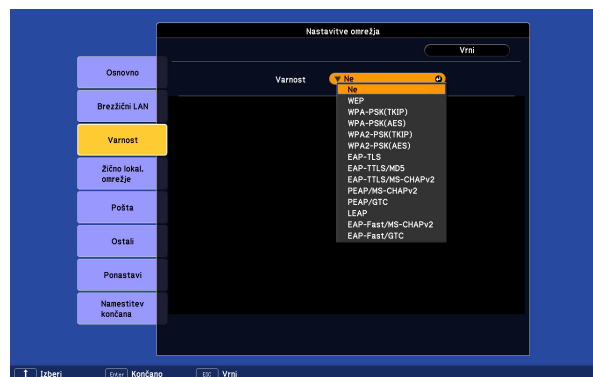 Nastavitve omrežja
Vrni
Osnovno
Brezžični LAN
Varnost
Žično lokal.
omrežje
Pošta
Ostali
Ponastavi
Namestitev
končana
Varnost
Ne
Ne
WEP
WPA-PSK(TKIP)
WPA-PSK(AES)
WPA2-PSK(TKIP)
WPA2-PSK(AES)
EAP-TLS
EAP-TTLS/MD5
EAP-TTLS/MS-CHAPv2
PEAP/MS-CHAPv2
PEAP/GTC
LEAP
EAP-Fast/MS-CHAPv2
EAP-Fast/GTC
Izberi
Enter Končano
ESC Vrni